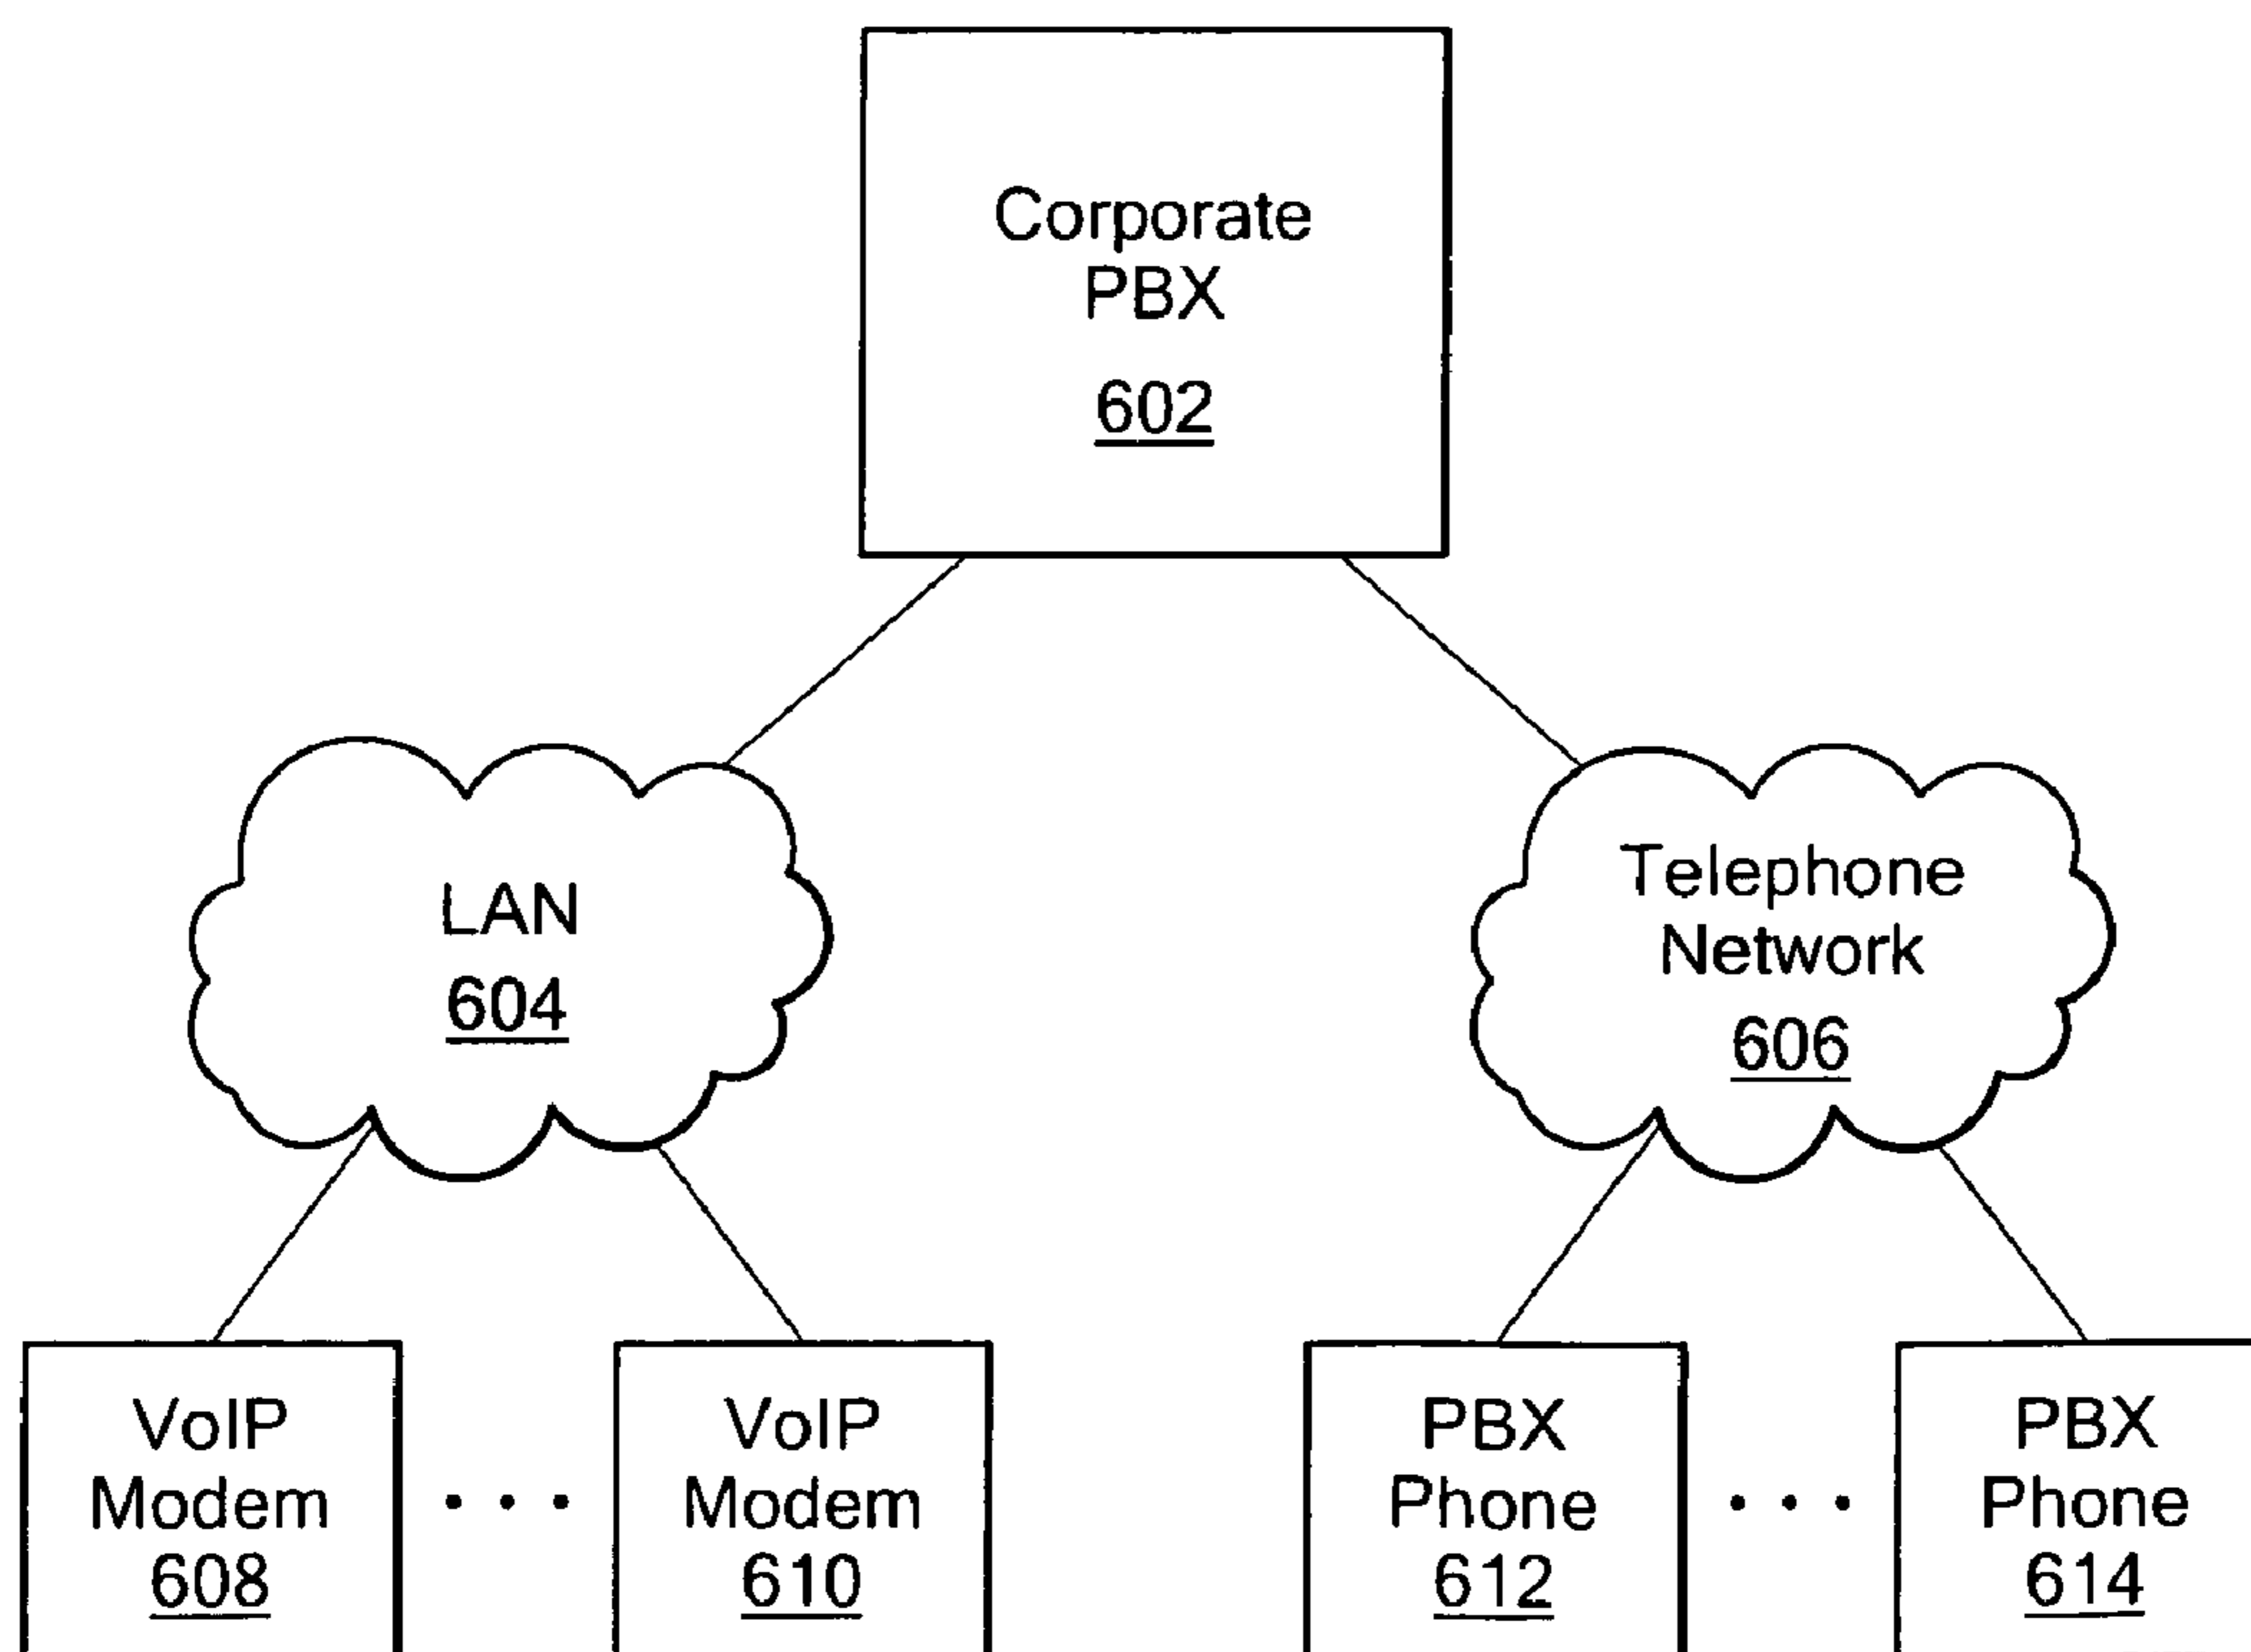 Corporate
PBX
602
LAN
604
Telephone
Network
606
VoIP
Modem
608
VoIP
Modem
610
PBX
Phone
612
PBX
Phone
614